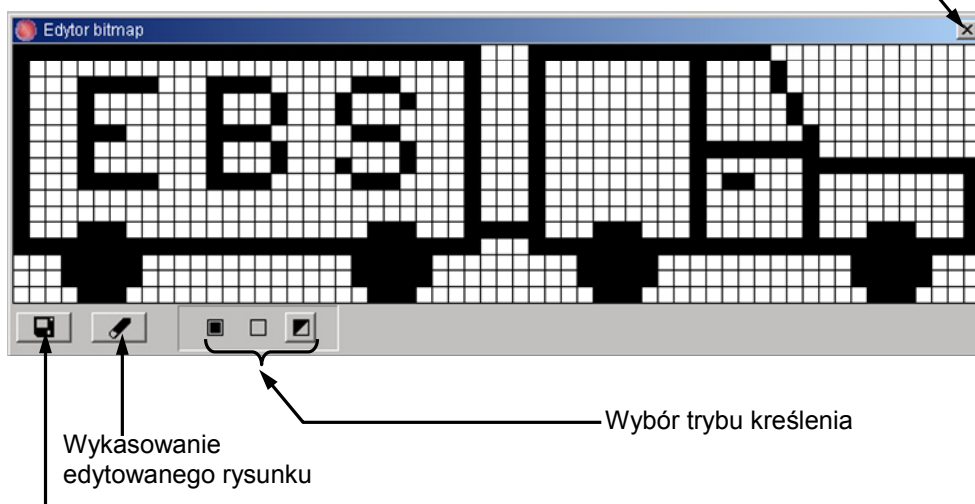 Edytor bitmap
EBS
Wybór trybu kreślenia
Wykasowanie
edytowanego rysunku